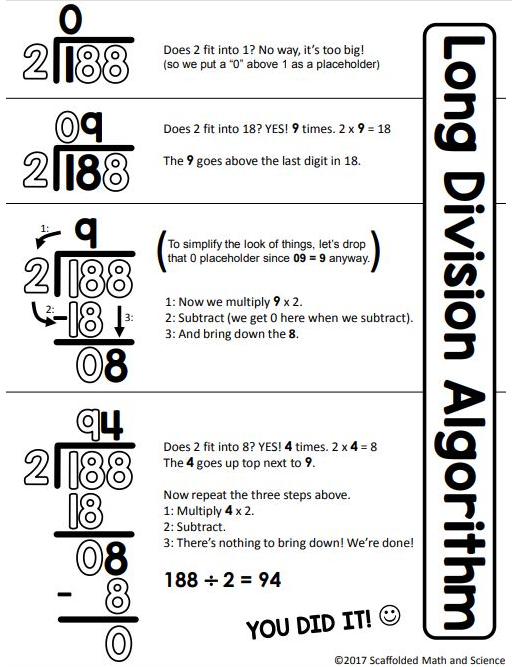 Long Division Algorithm
0
2 188
Does 2 fit into 1? No way, it's too big!
(so we put a "0" above 1 as a placeholder)
09
2 188
Does 2 fit into 18? YES! 9 times. 2 x 9 = 18
The 9 goes above the last digit in 18.
1: 9
2 188
2: -18 3:
08
(To simplify the look of things, let's drop
that 0 placeholder since 09 = 9 anyway.)
1: Now we multiply 9 x 2.
2: Subtract (we get 0 here when we subtract).
3: And bring down the 8.
94
2 188
18
08
- 8
0
Does 2 fit into 8? YES! 4 times. 2 x 4 = 8
The 4 goes up top next to 9.
Now repeat the three steps above.
1: Multiply 4 x 2.
2: Subtract.
3: There's nothing to bring down! We're done!
188 ÷ 2 = 94
YOU DID IT!
©2017 Scaffolded Math and Science